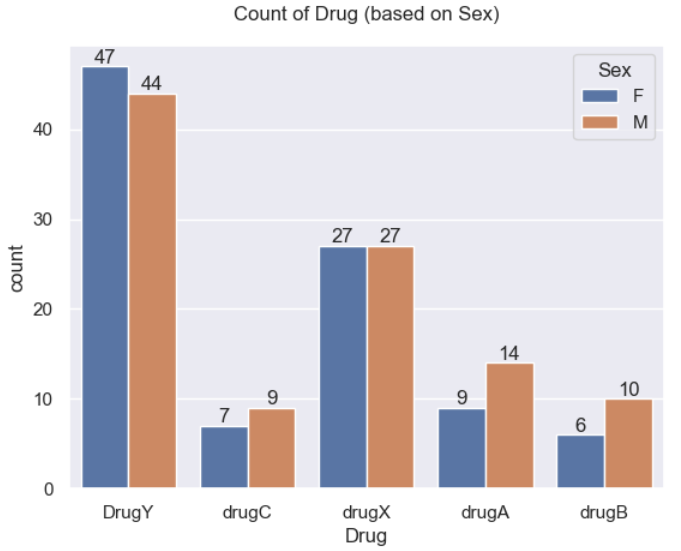 Count of Drug (based on Sex)
47
44
7
9
27
27
9
14
6
10
Sex
F
M
count
40
30
20
10
0
DrugY
drugC
drugX
drugA
drugB
Drug